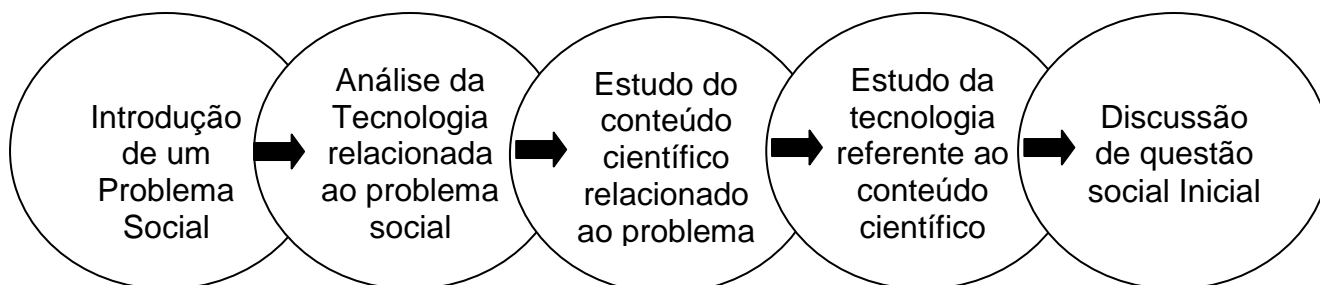 Introdução
de um
Problema
Social
Análise da
Tecnologia
relacionada
ao problema
social
Estudo do
conteúdo
científico
relacionado
ao problema
Estudo da
tecnologia
referente ao
conteúdo
científico
Discussão
de questão
social Inicial